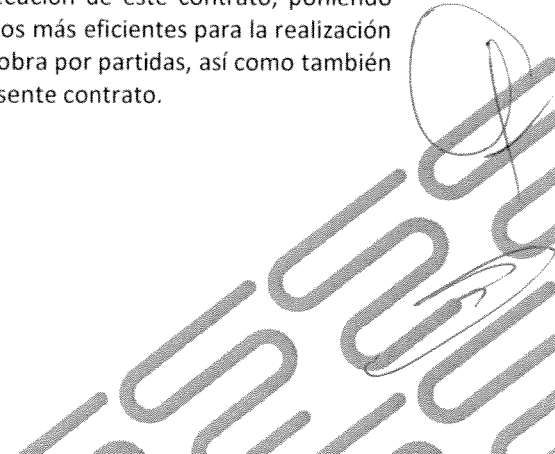 ecución de este contrato, poniendo
os más eficientes para la realización
obra por partidas, así como también
sente contrato.